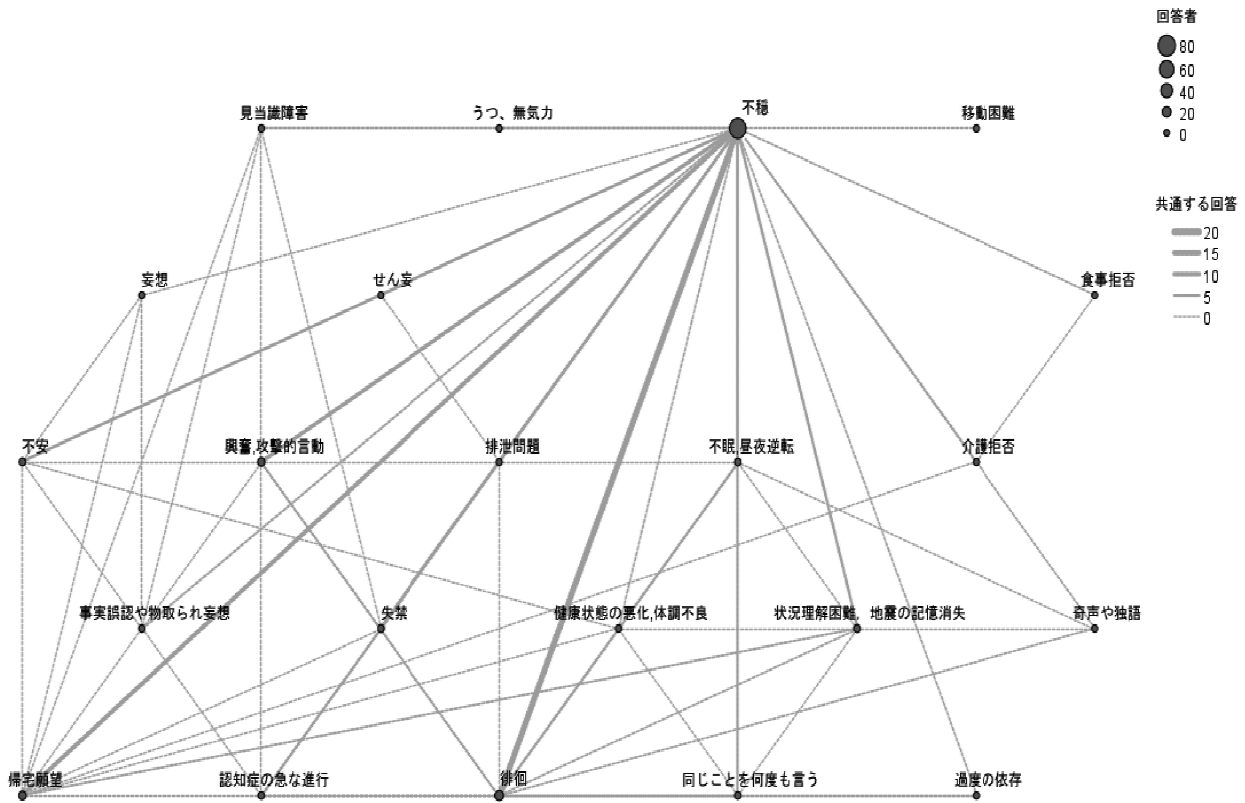 回答者
80
60
40
20
0
共通する回答
20
15
10
5
0
見当識障害
うつ、無気力
不穏
移動困難
妄想
せん妄
食事拒否
不安
興奮,攻撃的言動
排泄問題
不眠,昼夜逆転
介護拒否
事実誤認や物取られ妄想
失禁
健康状態の悪化,体調不良
状況理解困難，地震の記憶消失
奇声や独語
帰宅願望
認知症の急な進行
徘徊
同じことを何度も言う
過度の依存